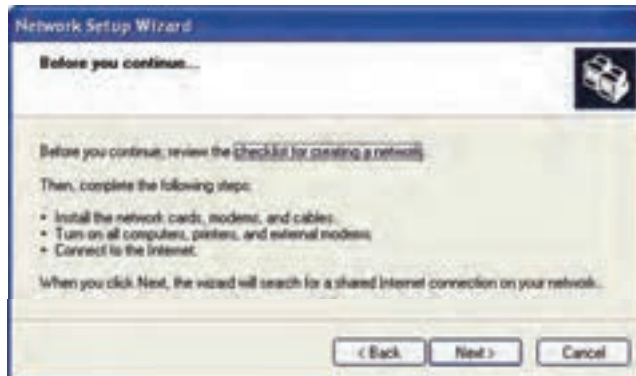 Network Setup Wizard
Before you continue...
Before you continue, review the checklist for creating a network.
Then, complete the following steps:
• Install the network cards, modems, and cables.
• Turn on all computers, printers, and external modems.
• Connect to the Internet.
When you click Next, the wizard will search for a shared Internet connection on your network.
< Back
Next >
Cancel